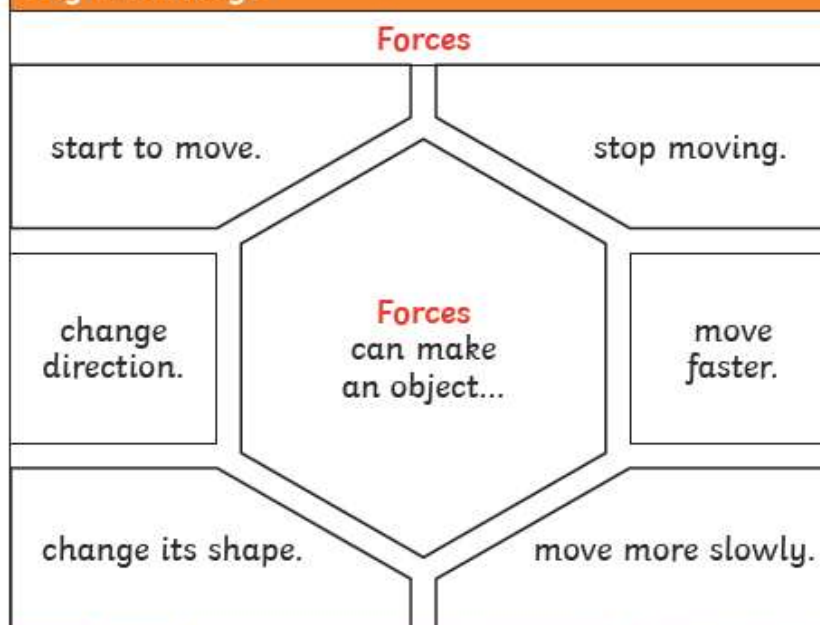 Forces
start to move.
stop moving.
Forces
can make
an object...
change
direction.
move
faster.
change its shape.
move more slowly.